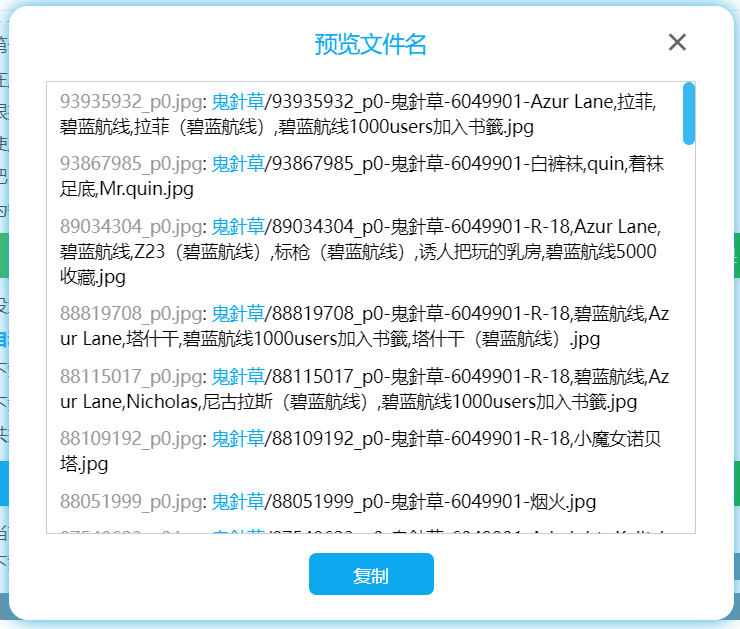 预览文件名
93935932_p0.jpg: 鬼針草/93935932_p0-鬼針草-6049901-Azur Lane,拉菲,
碧蓝航线,拉菲（碧蓝航线）,碧蓝航线1000users加入书籤.jpg
93867985_p0.jpg: 鬼針草/93867985_p0-鬼針草-6049901-白裤袜,quin,着袜
足底,Mr.quin.jpg
89034304_p0.jpg: 鬼針草/89034304_p0-鬼針草-6049901-R-18,Azur Lane,
碧蓝航线,Z23（碧蓝航线）,标枪（碧蓝航线）,诱人把玩的乳房,碧蓝航线5000
收藏.jpg
88819708_p0.jpg: 鬼針草/88819708_p0-鬼針草-6049901-R-18,碧蓝航线,Az
ur Lane,塔什干,碧蓝航线1000users加入书籤,塔什干（碧蓝航线）.jpg
88115017_p0.jpg: 鬼針草/88115017_p0-鬼針草-6049901-R-18,碧蓝航线,Az
ur Lane,Nicholas,尼古拉斯（碧蓝航线）,碧蓝航线1000users加入书籤.jpg
88109192_p0.jpg: 鬼針草/88109192_p0-鬼針草-6049901-R-18,小魔女诺贝
塔.jpg
88051999_p0.jpg: 鬼針草/88051999_p0-鬼針草-6049901-烟火.jpg
复制